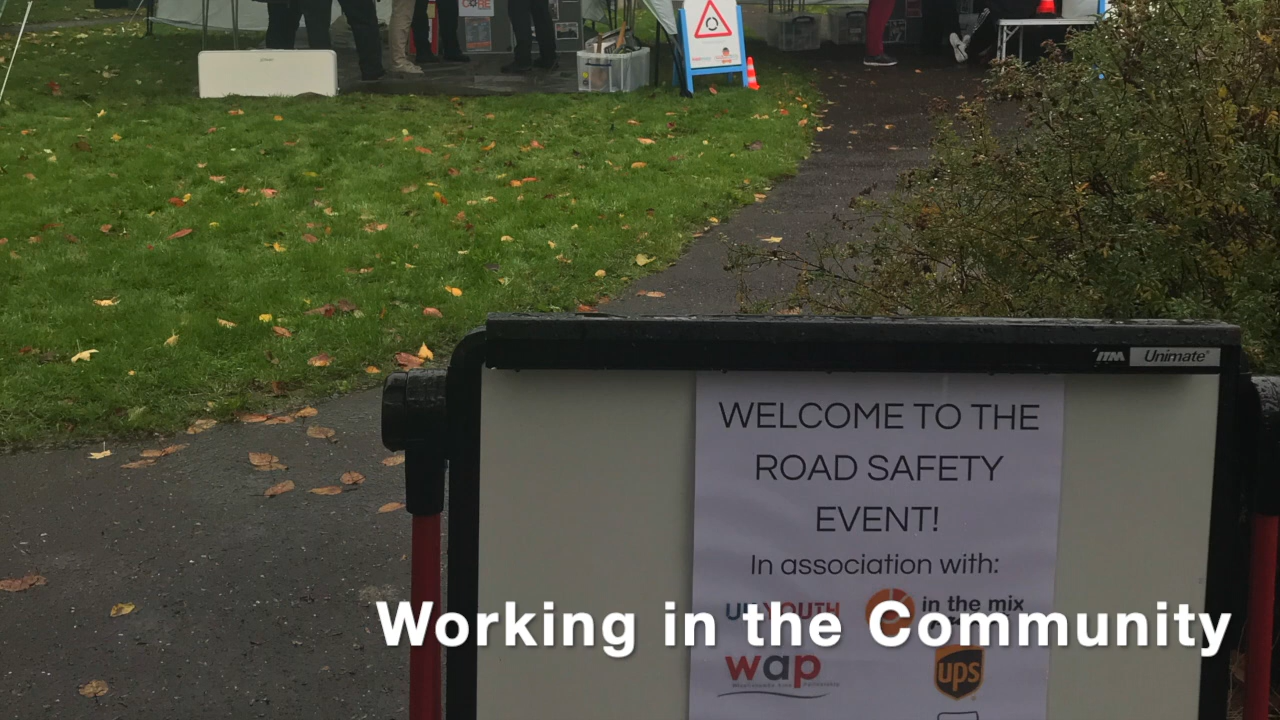 CODE
ITM Unimate
WELCOME TO THE
ROAD SAFETY
EVENT!
In association with:
in the mix
Working in the Community
wap
ups